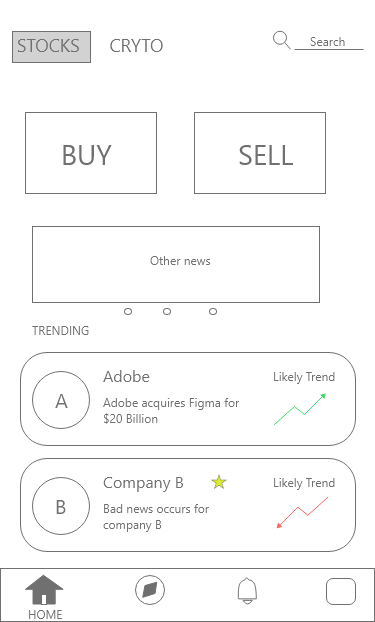 STOCKS CRYTO Search
BUY SELL
Other news
TRENDING
A
Adobe
Likely Trend
Adobe acquires Figma for
$20 Billion
B
Company B
Likely Trend
Bad news occurs for
company B
HOME